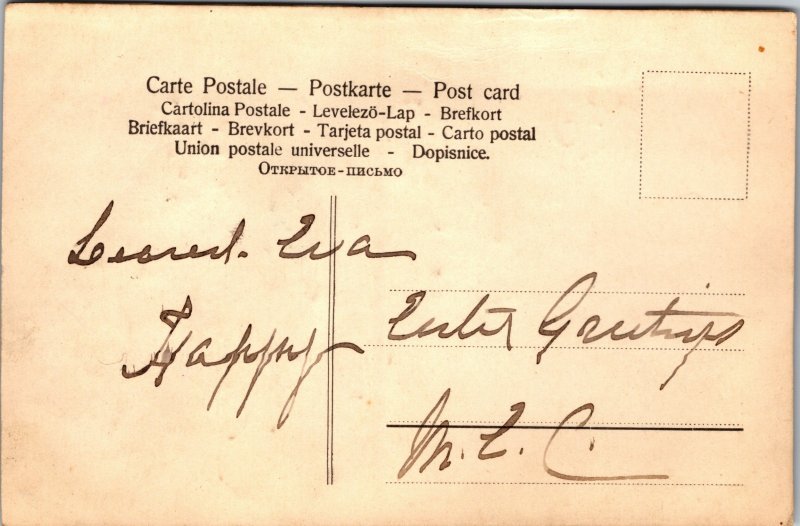 Carte Postale — Postkarte — Post card
Cartolina Postale - Levelezö-Lap - Brefkort
Briefkaart - Brevkort - Tarjeta postal - Carto postal
Union postale universelle - Dopisnice.
Открытое-письмо
Eva
Happy Easter Greetings
M. E. C.